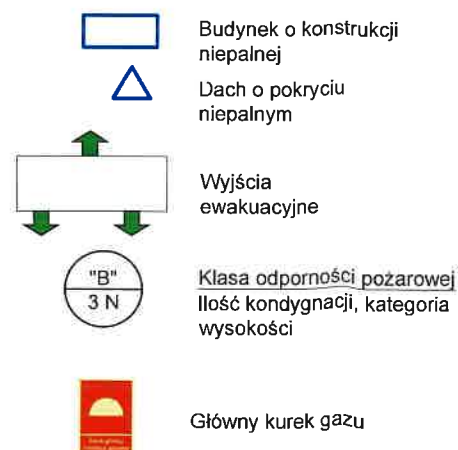 Budynek o konstrukcji
niepalnej
Dach o pokryciu
niepalnym
Wyjścia
ewakuacyjne
"B"
3 N
Klasa odporności pożarowej
Ilość kondygnacji, kategoria
wysokości
Główny kurek gazu